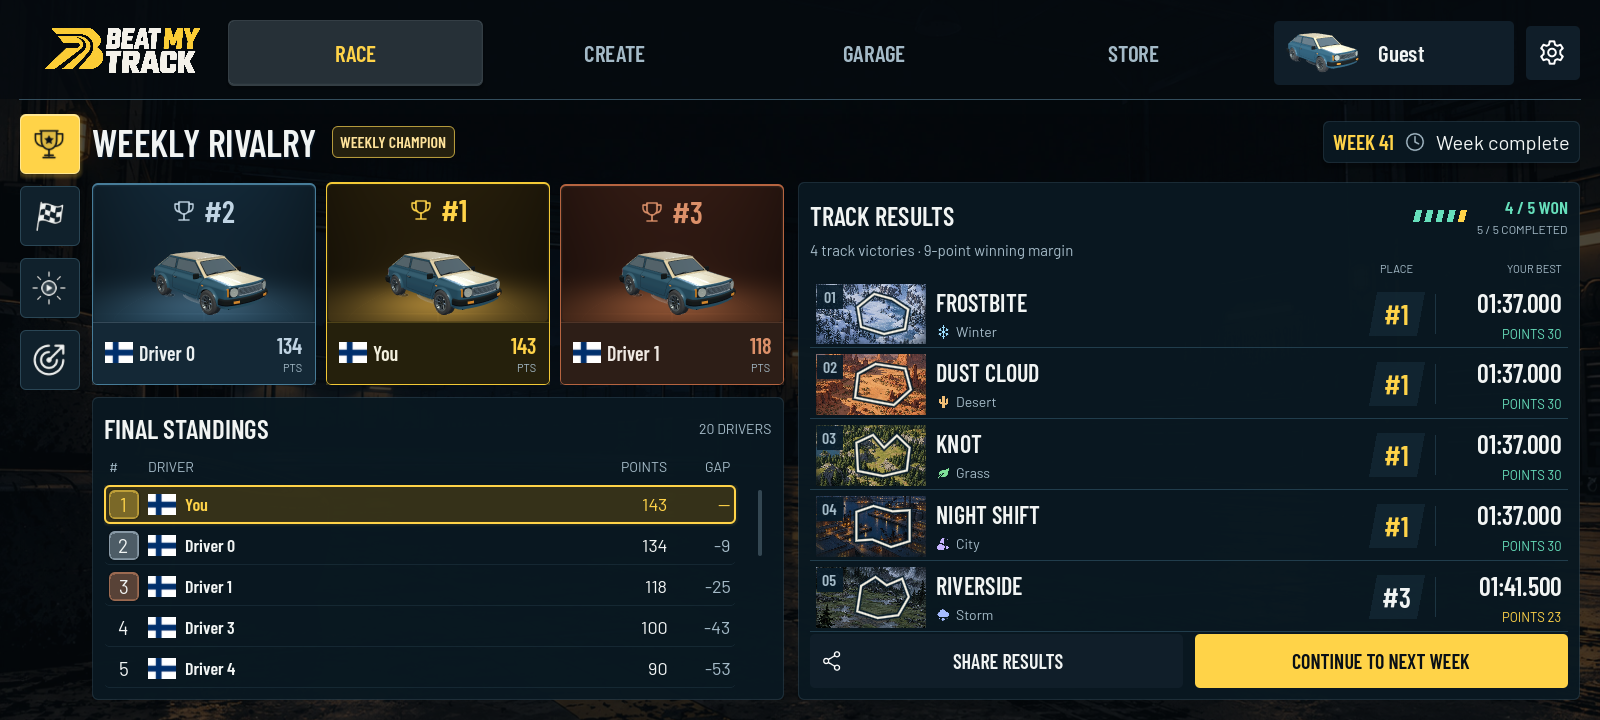 BEAT MY TRACK
RACE
CREATE
GARAGE
STORE
Guest
WEEKLY RIVALRY
WEEKLY CHAMPION
WEEK 41
Week complete
#2
Driver 0
134
PTS
#1
You
143
PTS
#3
Driver 1
118
PTS
FINAL STANDINGS
20 DRIVERS
# DRIVER POINTS GAP
1 You 143 —
2 Driver 0 134 -9
3 Driver 1 118 -25
4 Driver 3 100 -43
5 Driver 4 90 -53
TRACK RESULTS
4 / 5 WON
5 / 5 COMPLETED
4 track victories · 9-point winning margin
PLACE YOUR BEST
01 FROSTBITE #1 01:37.000
Winter POINTS 30
02 DUST CLOUD #1 01:37.000
Desert POINTS 30
03 KNOT #1 01:37.000
Grass POINTS 30
04 NIGHT SHIFT #1 01:37.000
City POINTS 30
05 RIVERSIDE #3 01:41.500
Storm POINTS 23
SHARE RESULTS
CONTINUE TO NEXT WEEK